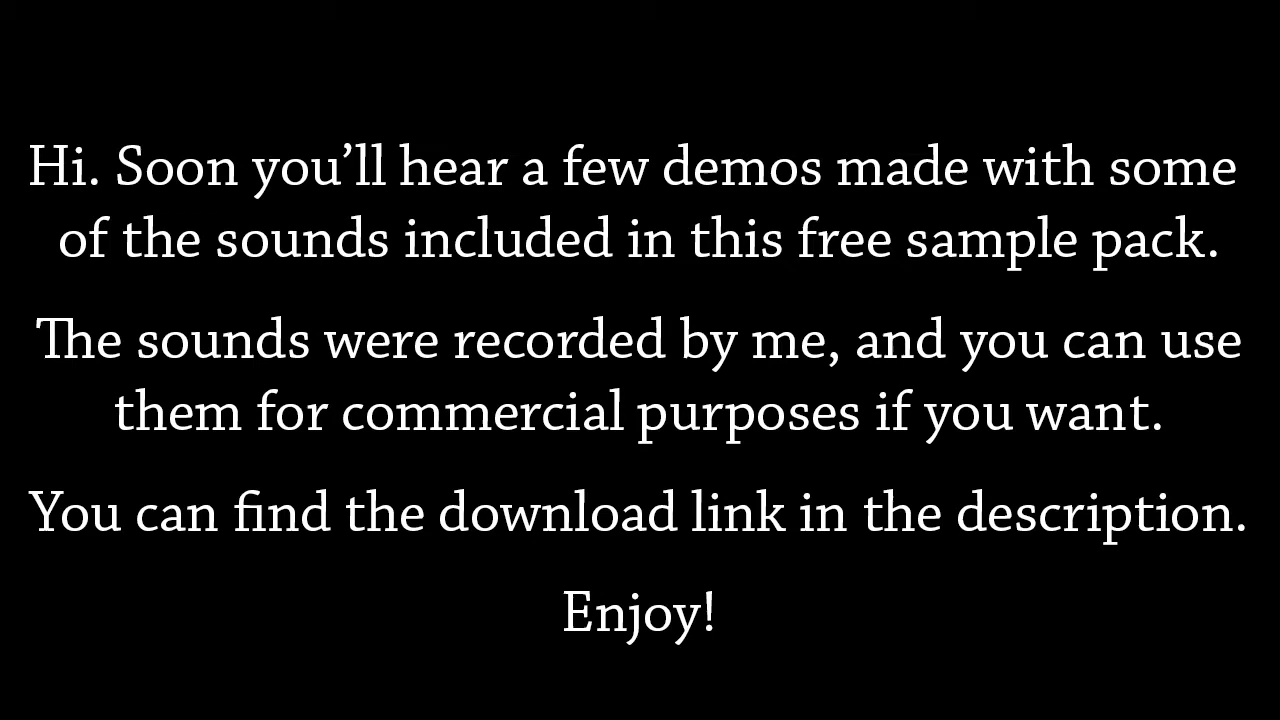 Hi. Soon you’ll hear a few demos made with some
of the sounds included in this free sample pack.
The sounds were recorded by me, and you can use
them for commercial purposes if you want.
You can find the download link in the description.
Enjoy!